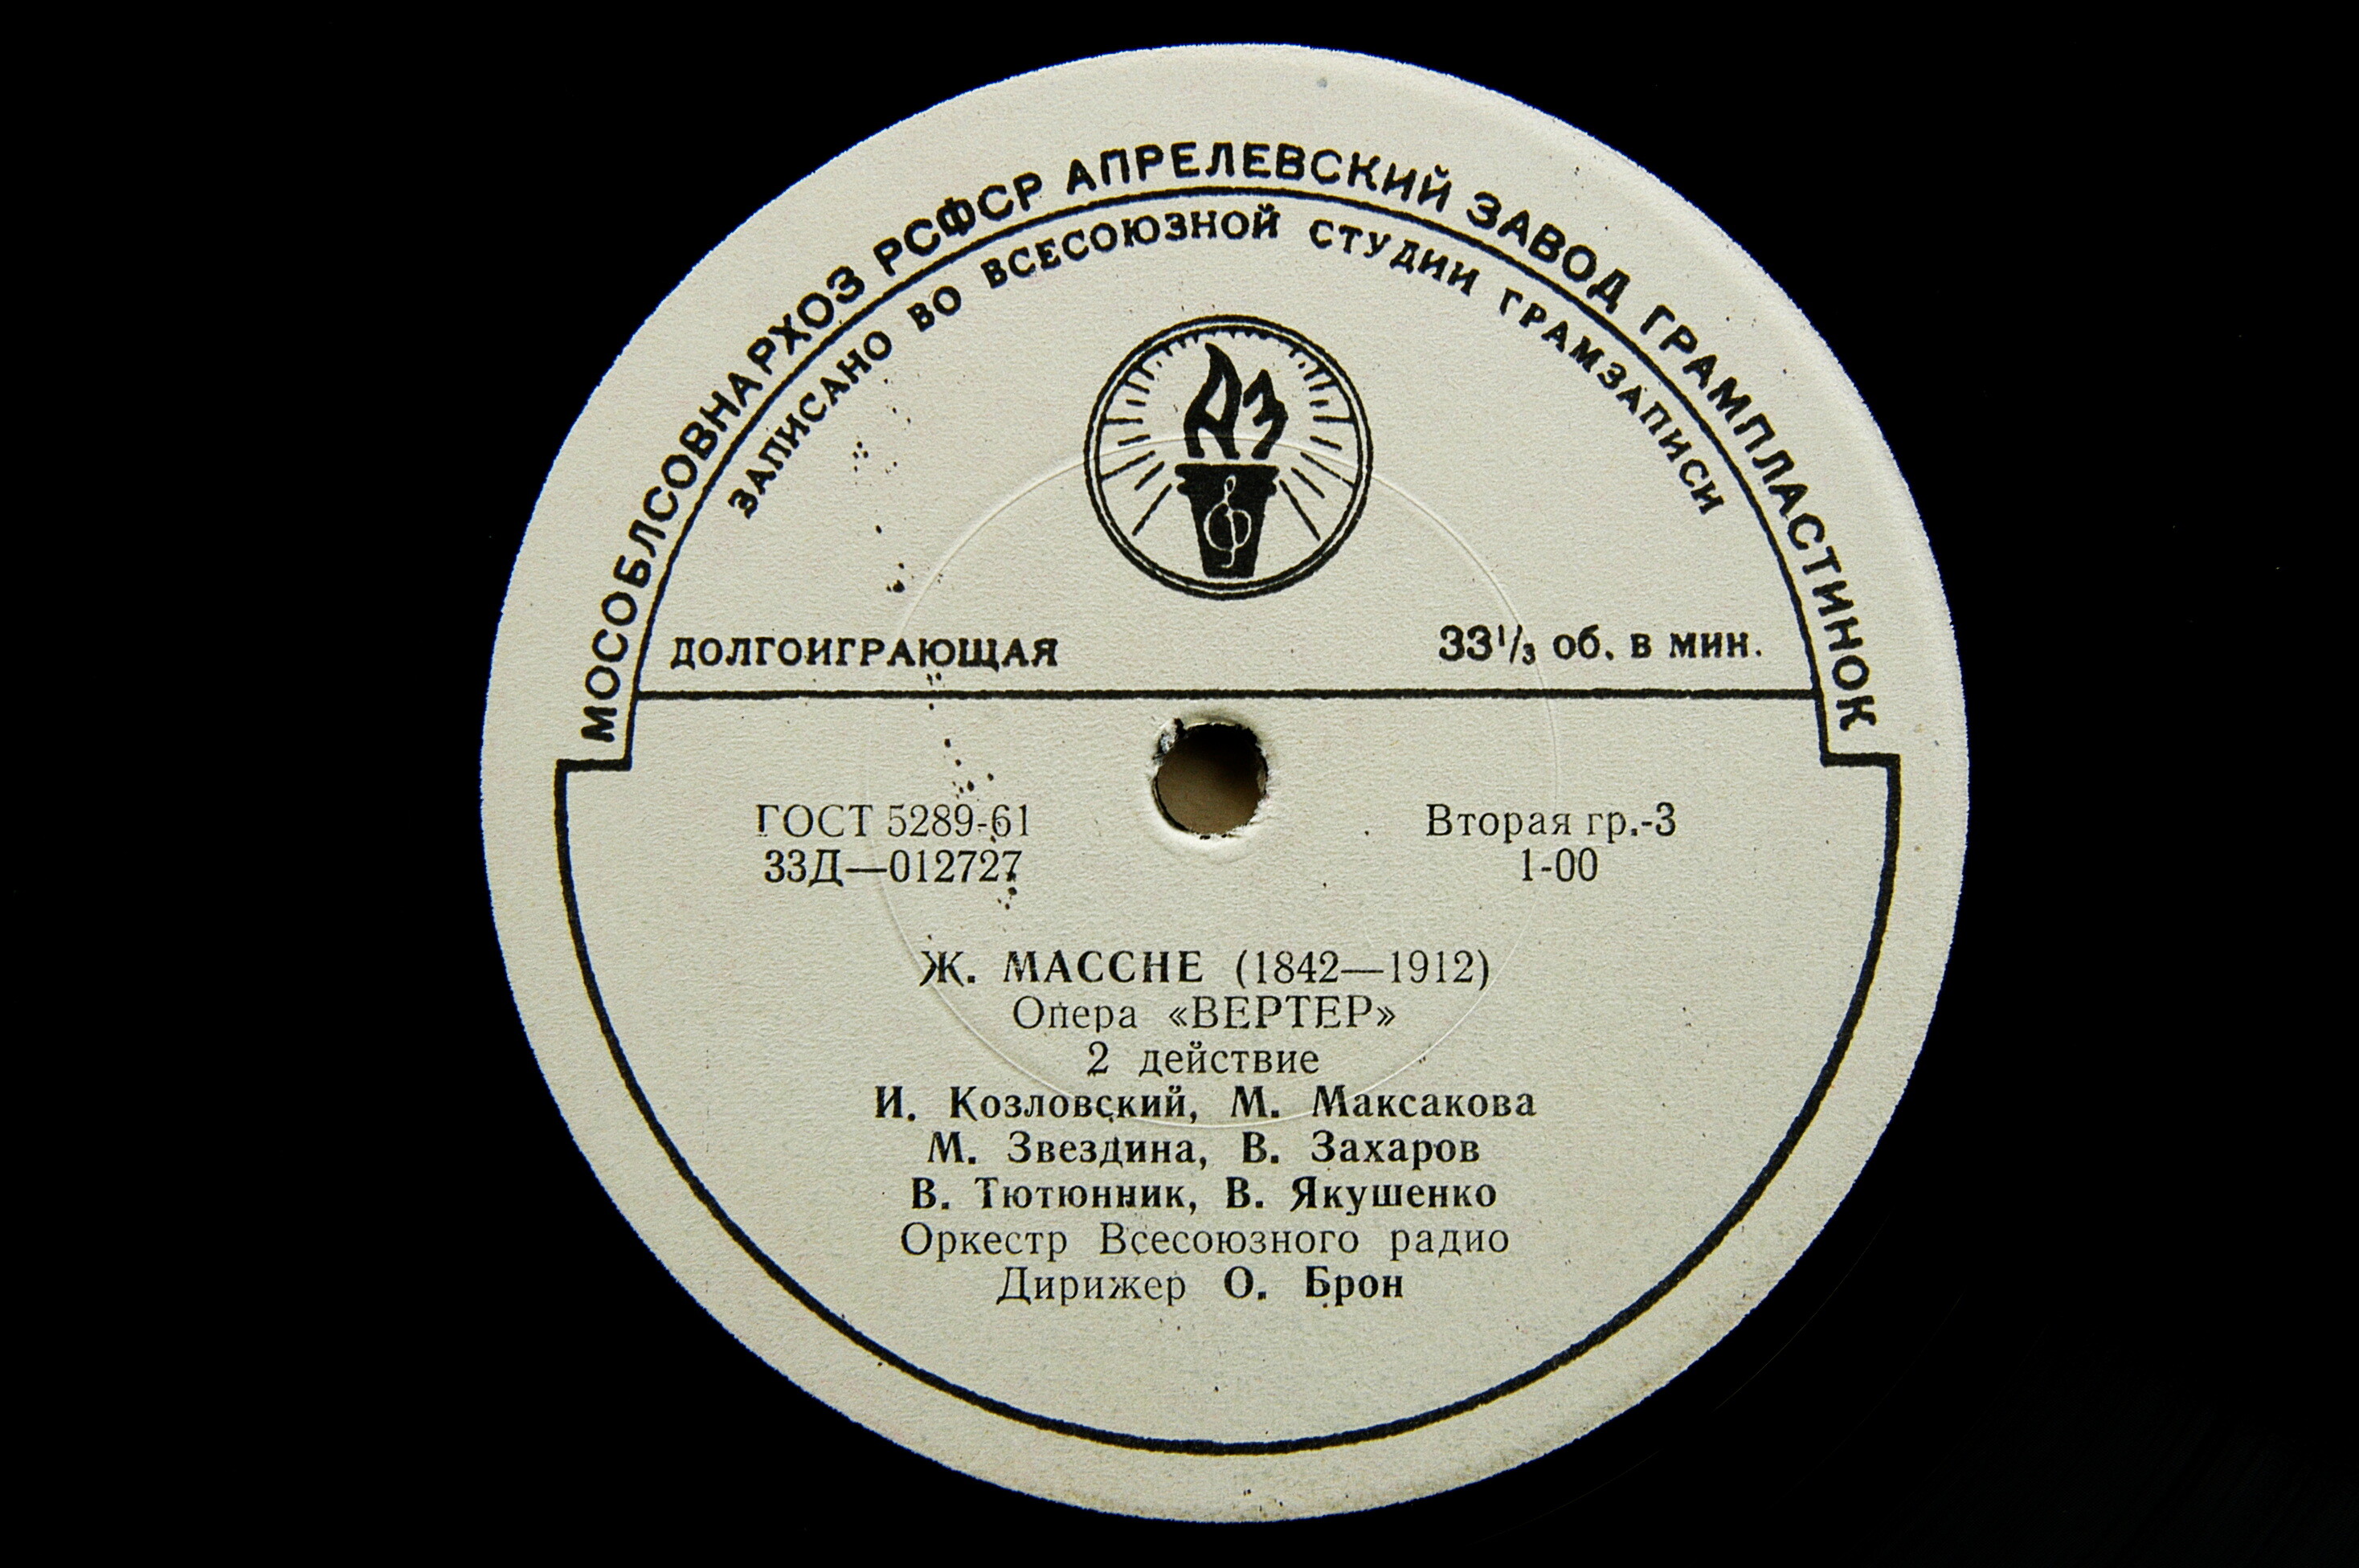 МОСОБЛСОВНАРХОЗ РСФСР АПРЕЛЕВСКИЙ ЗАВОД ГРАМПЛАСТИНОК
ЗАПИСАНО ВО ВСЕСОЮЗНОЙ СТУДИИ ГРАМЗАПИСИ
АЗ
ДОЛГОИГРАЮЩАЯ 33 1/3 об. в мин.
ГОСТ 5289-61 Вторая гр.-3
33Д—012727 1-00
Ж. МАССНЕ (1842—1912)
Опера «ВЕРТЕР»
2 действие
И. Козловский, М. Максакова
М. Звездина, В. Захаров
В. Тютюнник, В. Якушенко
Оркестр Всесоюзного радио
Дирижер О. Брон